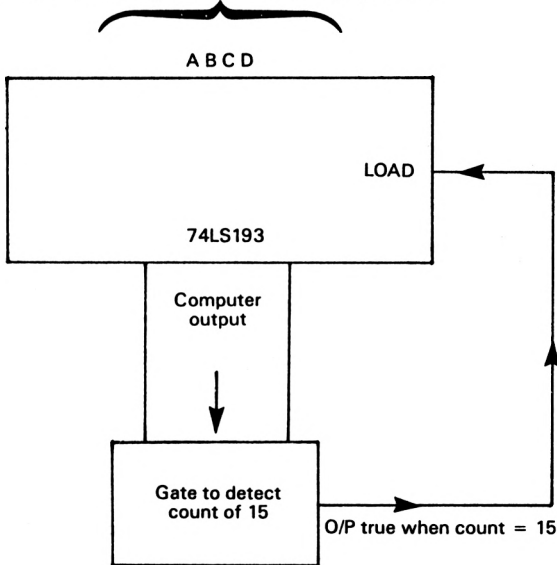 A B C D
LOAD
74LS193
Computer
output
Gate to detect
count of 15
O/P true when count = 15